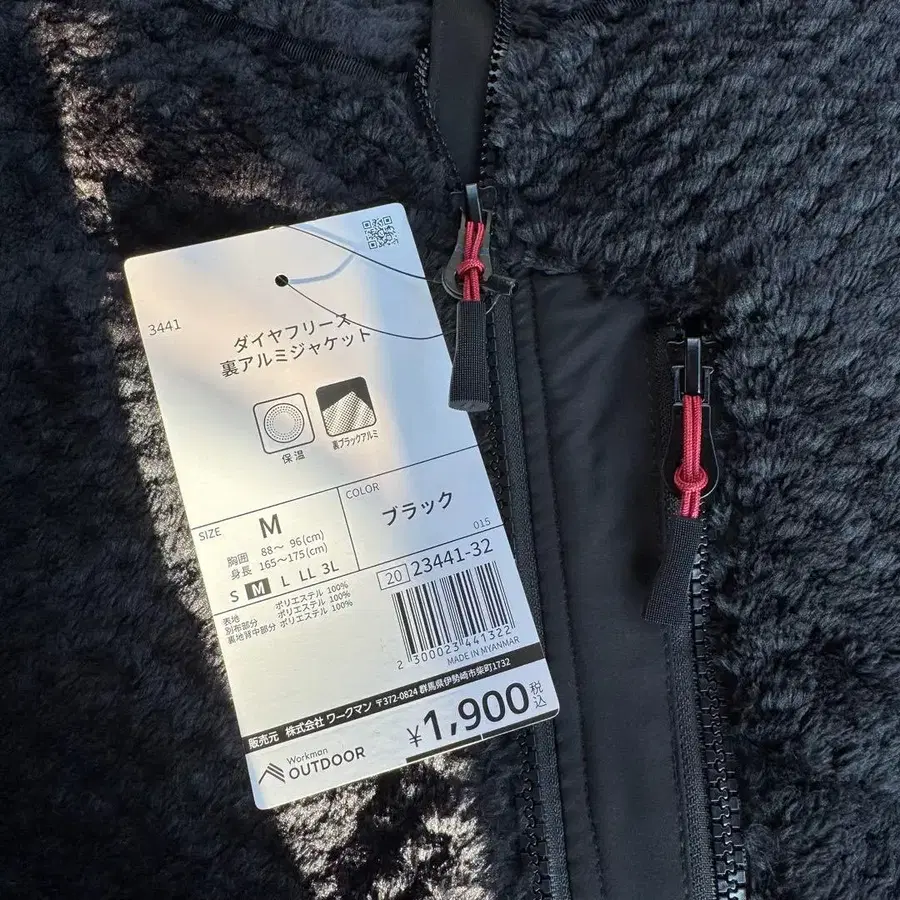 3441
ダイヤフリース
裏アルミジャケット
保温
裏ブラックアルミ
SIZE
M
胸囲 88～ 96(cm)
身長 165～175(cm)
S M L LL 3L
COLOR
ブラック
015
表地 ポリエステル 100%
別布部分 ポリエステル 100%
裏地背中部分 ポリエステル 100%
20 23441-32
2 300023 441322
MADE IN MYANMAR
販売元 株式会社 ワークマン 〒372-0824 群馬県伊勢崎市柴町1732
Workman
OUTDOOR
¥1,900税込